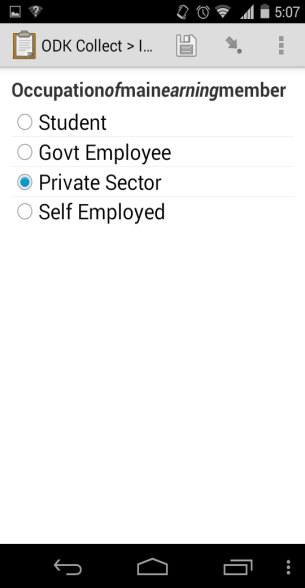 5:07
ODK Collect > I...
Occupationofmainearningmember
Student
Govt Employee
Private Sector
Self Employed